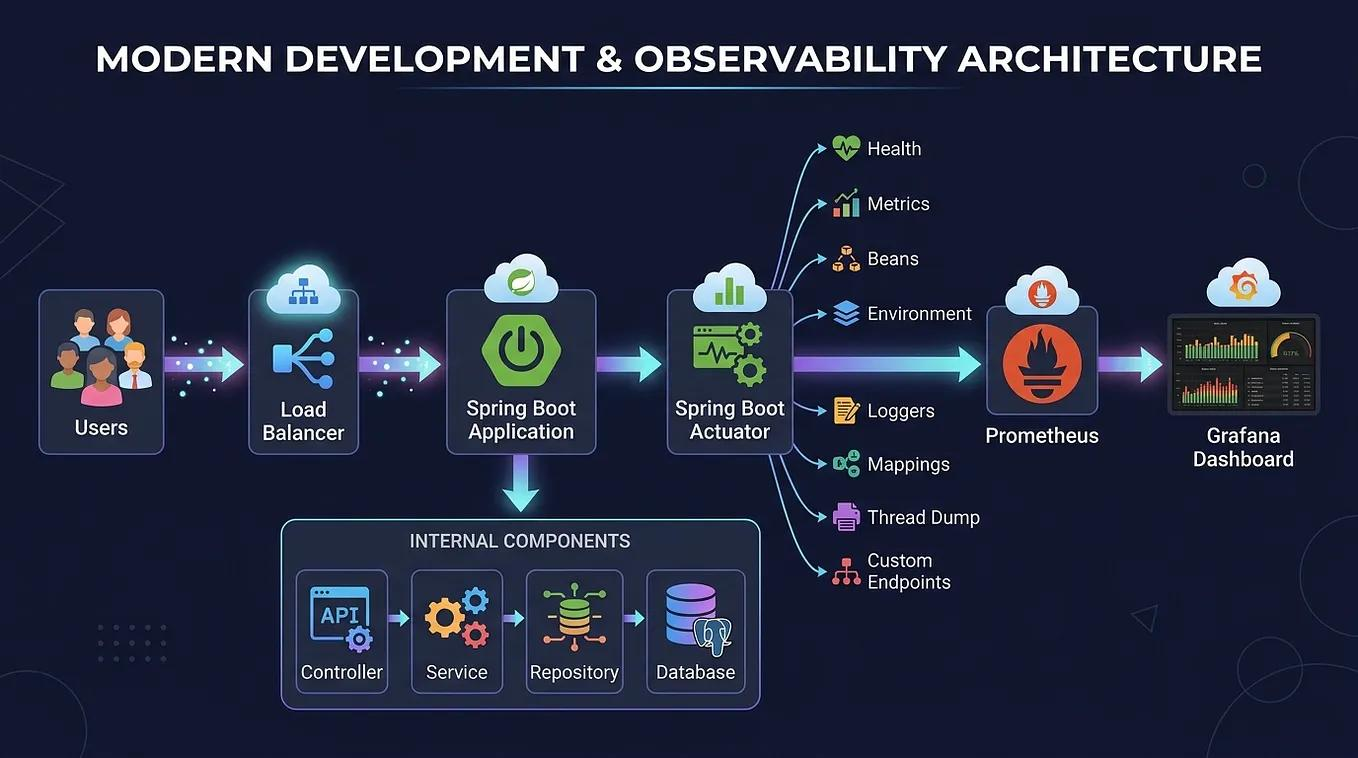 MODERN DEVELOPMENT & OBSERVABILITY ARCHITECTURE
Users
Load
Balancer
Spring Boot
Application
Spring Boot
Actuator
Health
Metrics
Beans
Environment
Loggers
Mappings
Thread Dump
Custom
Endpoints
Prometheus
Grafana
Dashboard
INTERNAL COMPONENTS
API
Controller
Service
Repository
Database